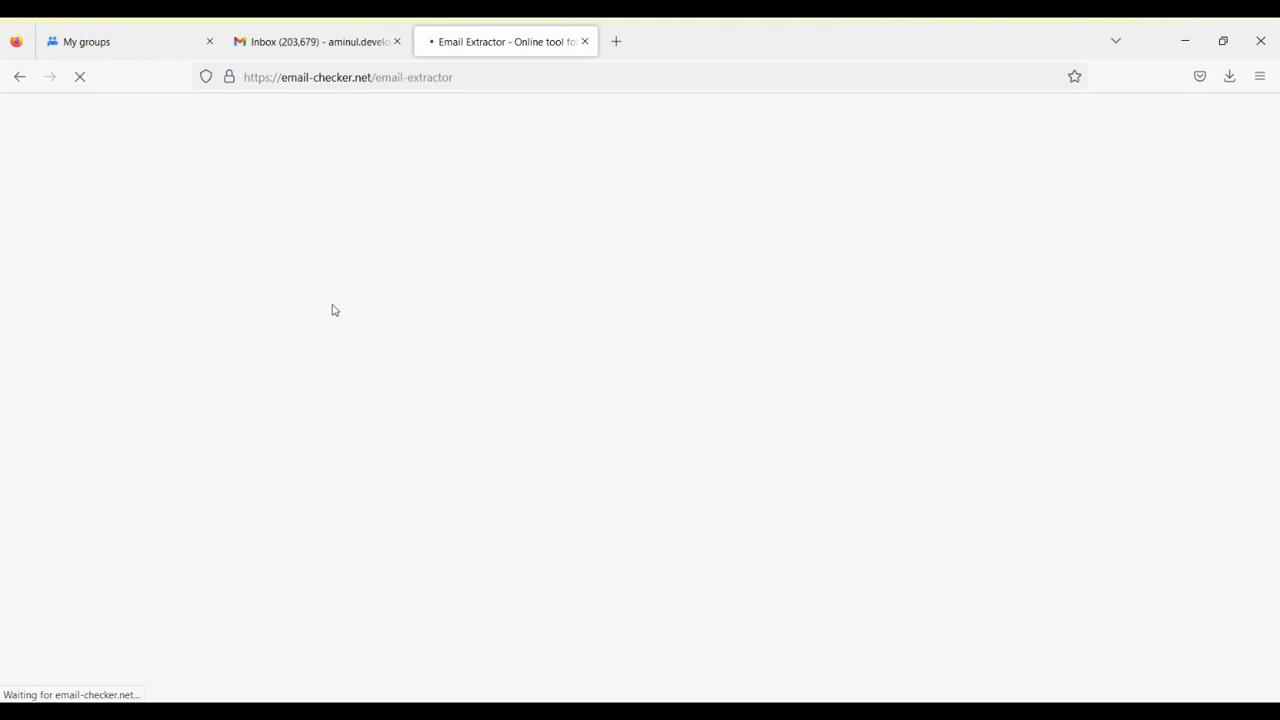 My groups
Inbox (203,679) - aminul.develo
Email Extractor - Online tool for
https://email-checker.net/email-extractor
Waiting for email-checker.net...